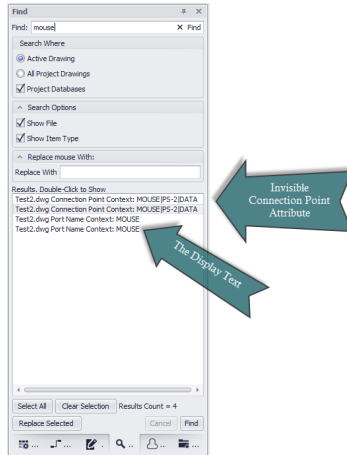 Find
Find: mouse × Find
Search Where
Active Drawing
All Project Drawings
Project Databases
Search Options
Show File
Show Item Type
Replace mouse With:
Replace With
Results. Double-Click to Show
Test2.dwg Connection Point Context: MOUSE|PS-2|DATA
Test2.dwg Connection Point Context: MOUSE|PS-2|DATA
Test2.dwg Port Name Context: MOUSE
Test2.dwg Port Name Context: MOUSE
Invisible
Connection Point
Attribute
The Display Text
Select All Clear Selection Results Count = 4
Replace Selected Cancel Find